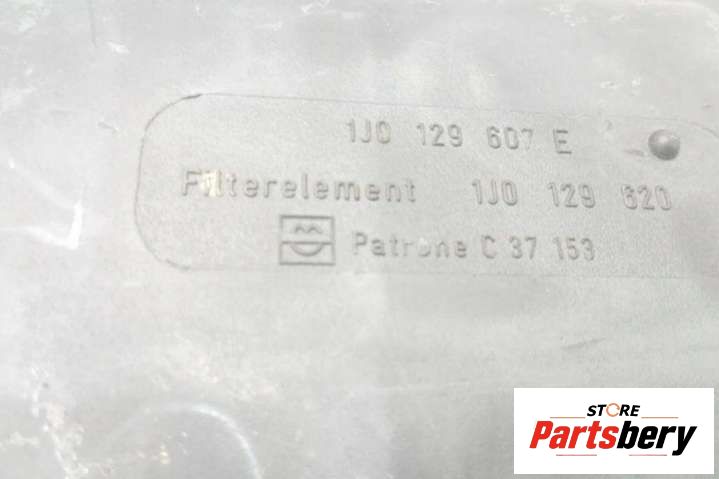 1J0 129 607 E
Filterelement 1J0 129 620
Patrone C 37 153
STORE
Partsbery